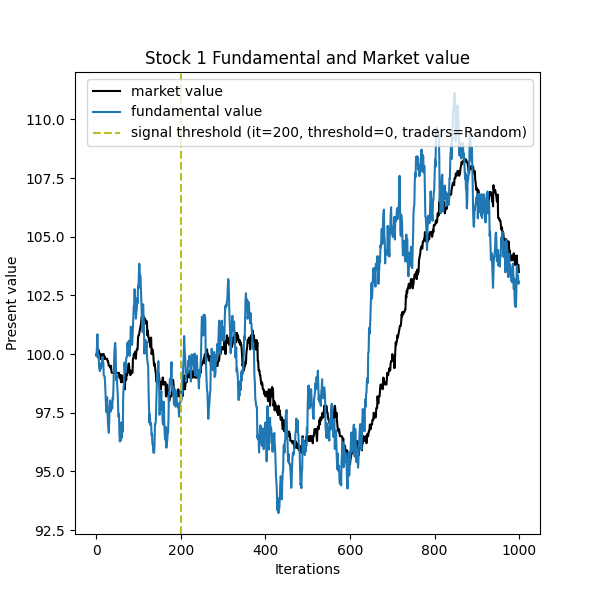 Stock 1 Fundamental and Market value
market value
fundamental value
signal threshold (it=200, threshold=0, traders=Random)
Present value
110.0
107.5
105.0
102.5
100.0
97.5
95.0
92.5
0 200 400 600 800 1000
Iterations